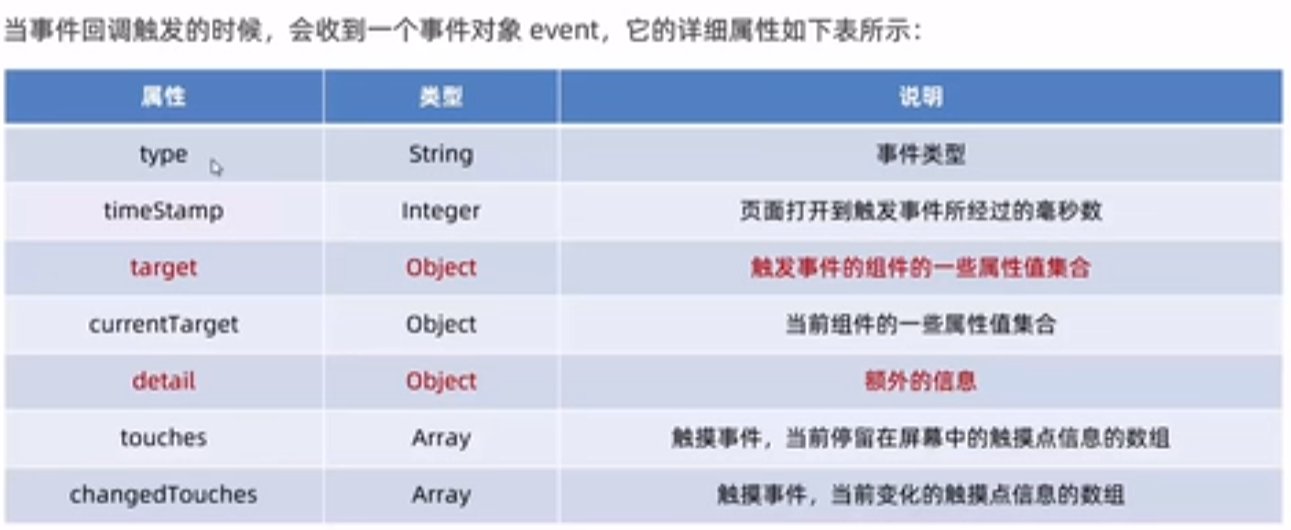 当事件回调触发的时候，会收到一个事件对象 event，它的详细属性如下表所示：
属性 类型 说明
type String 事件类型
timeStamp Integer 页面打开到触发事件所经过的毫秒数
target Object 触发事件的组件的一些属性值集合
currentTarget Object 当前组件的一些属性值集合
detail Object 额外的信息
touches Array 触摸事件，当前停留在屏幕中的触摸点信息的数组
changedTouches Array 触摸事件，当前变化的触摸点信息的数组